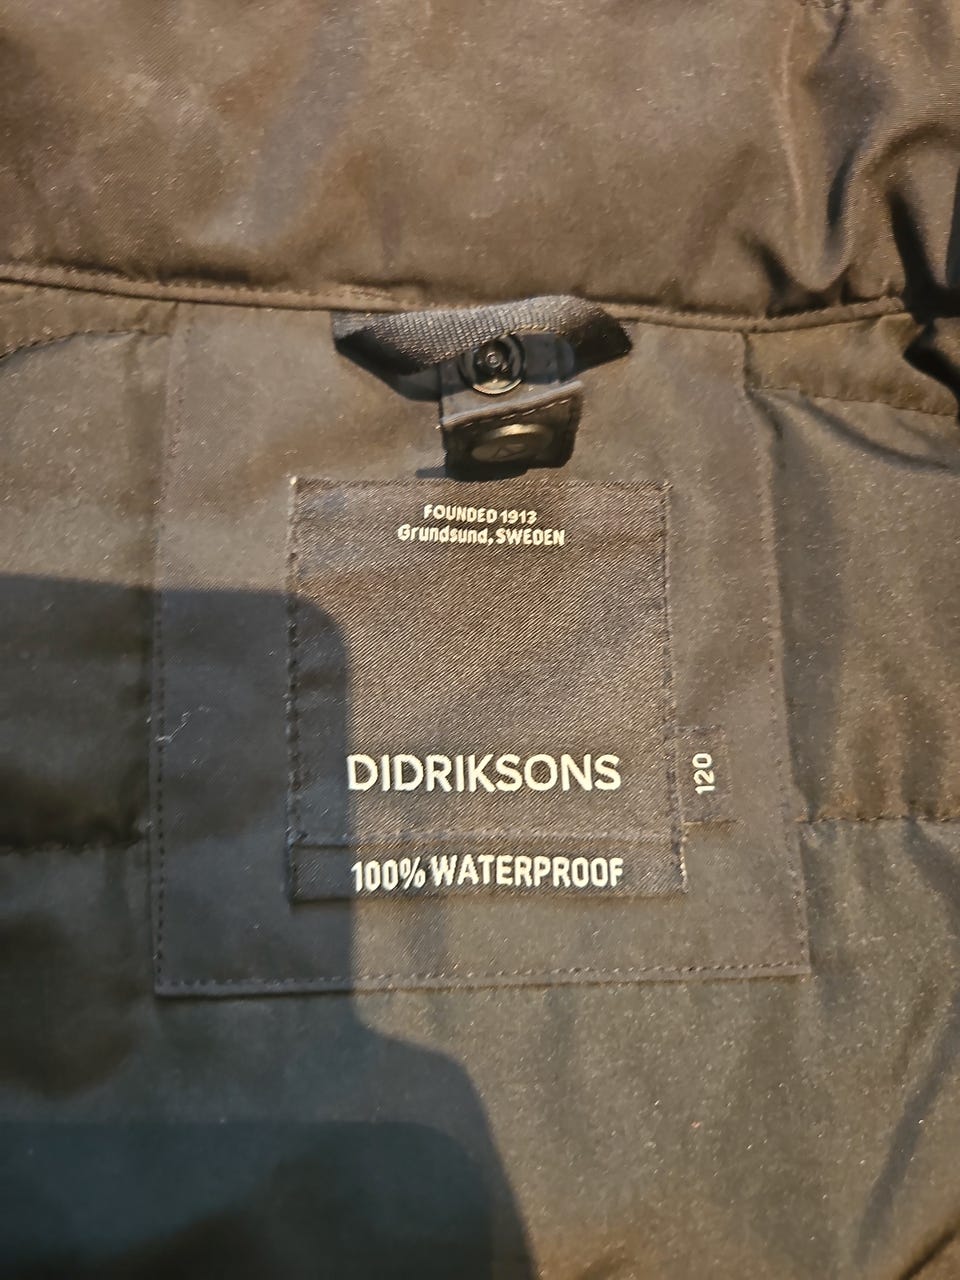 FOUNDED 1913
Grundsund, SWEDEN
DIDRIKSONS
120
100% WATERPROOF